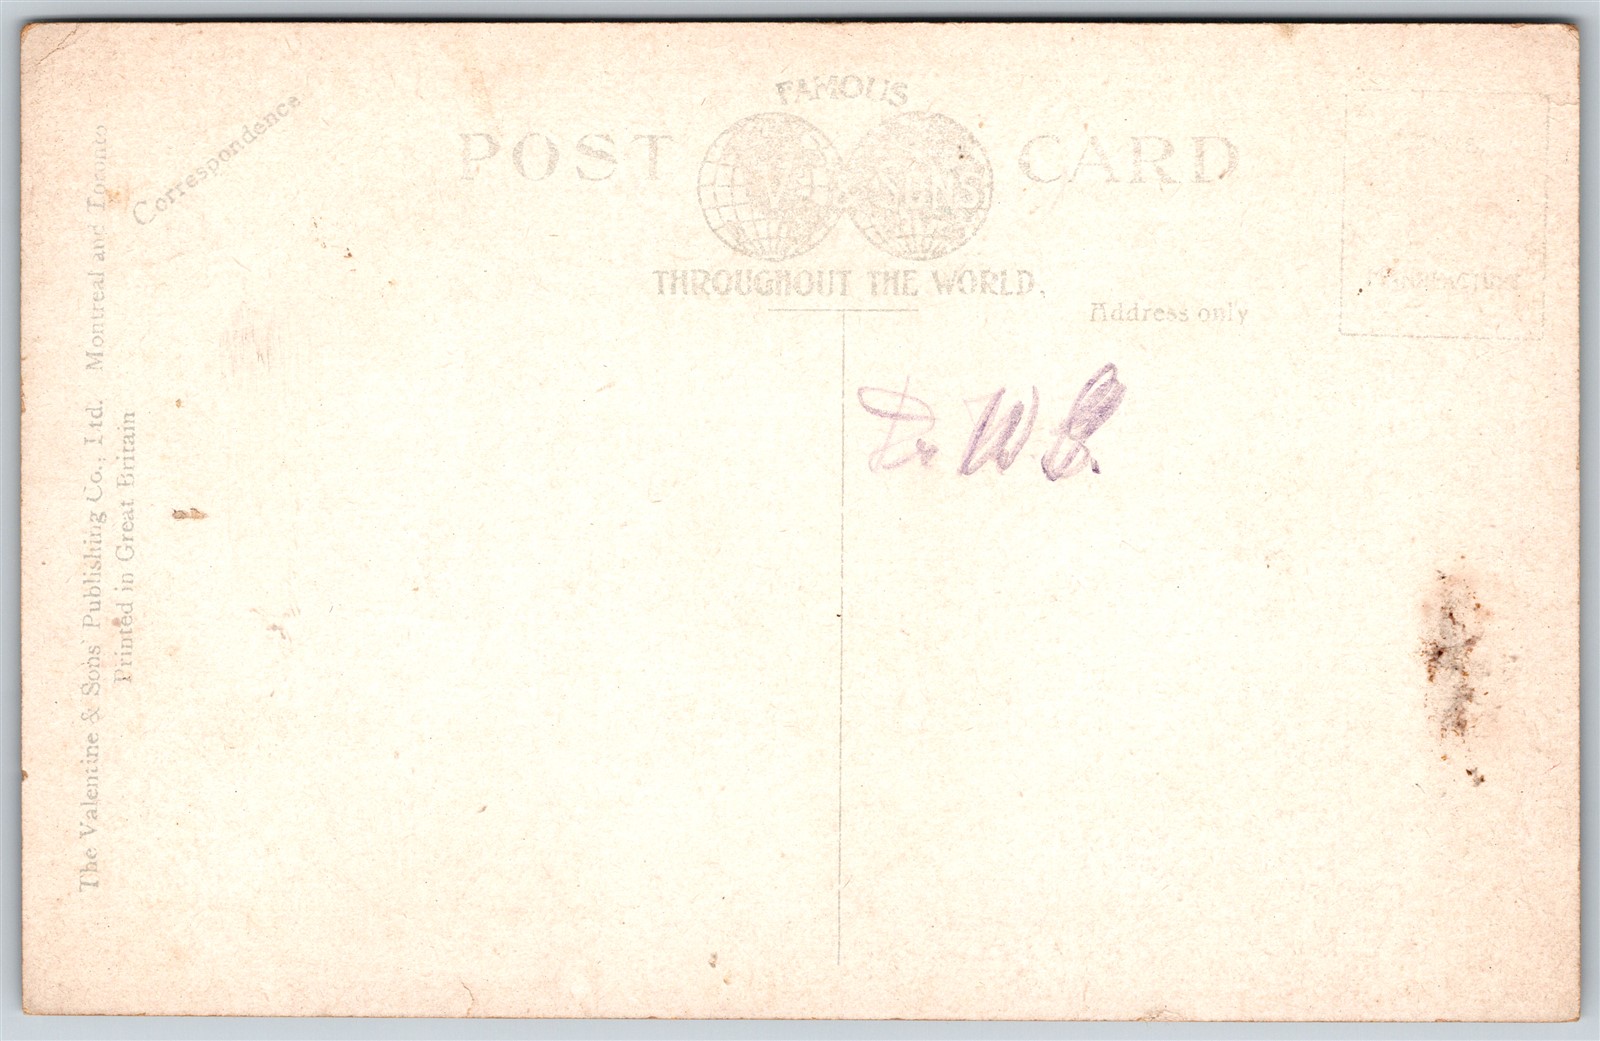 FAMOUS
POST CARD
V. & SONS
THROUGHOUT THE WORLD.
Correspondence
Address only
The Valentine & Sons' Publishing Co., Ltd. Montreal and Toronto
Printed in Great Britain
Dr W.